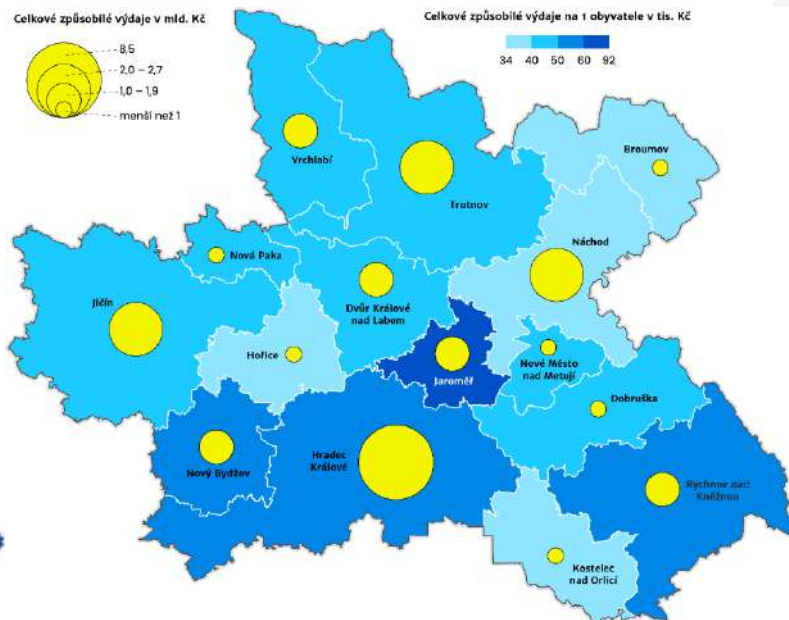 Celkové způsobilé výdaje v mld. Kč
8,5
2,0 – 2,7
1,0 – 1,9
menší než 1
Celkové způsobilé výdaje na 1 obyvatele v tis. Kč
34 40 50 60 92
Vrchlabí
Trutnov
Broumov
Nová Paka
Náchod
Jičín
Dvůr Králové
nad Labem
Hořice
Jaroměř
Nové Město
nad Metují
Dobruška
Nový Bydžov
Hradec
Králové
Rychnov nad
Kněžnou
Kostelec
nad Orlicí